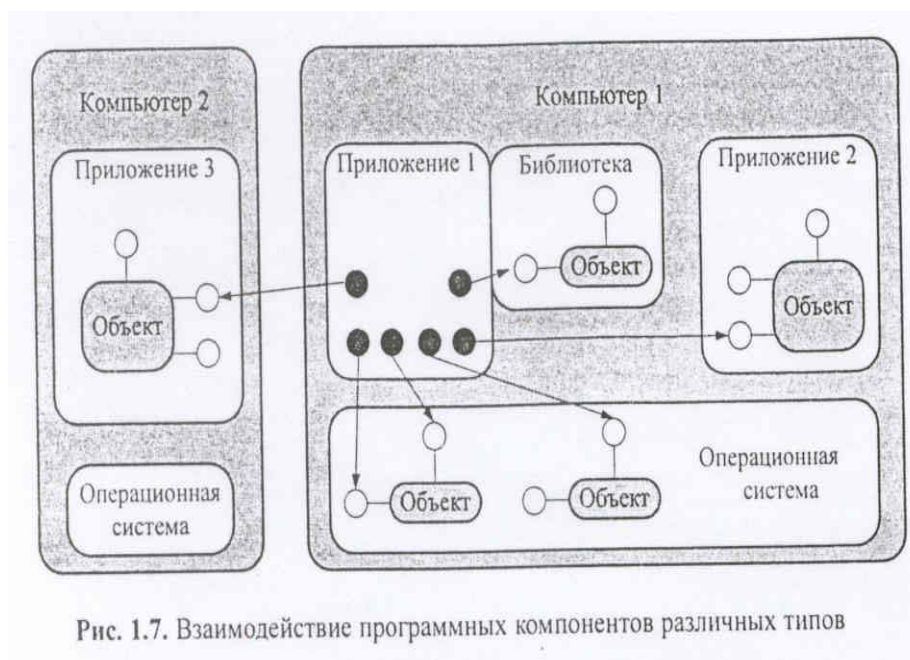 Компьютер 2
Компьютер 1
Приложение 3
Приложение 1
Библиотека
Приложение 2
Объект
Объект
Объект
Объект
Объект
Операционная
система
Операционная
система
Рис. 1.7. Взаимодействие программных компонентов различных типов